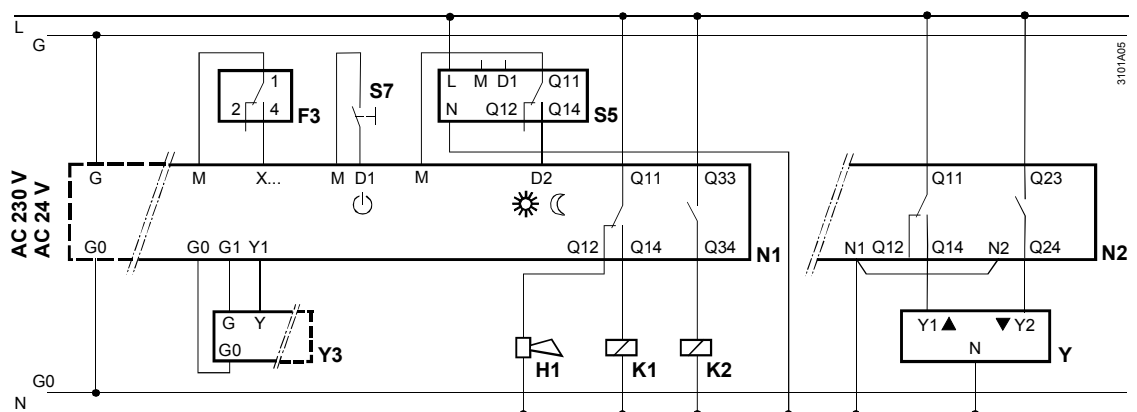 L
G
3101A05
1
2 4
F3
S7
L M D1 Q11
N Q12 Q14
S5
AC 230 V
AC 24 V
G M X... M D1 M D2 Q11 Q33
Q11 Q23
G0 G0 G1 Y1 Q12 Q14 Q34
N1
N1 Q12 Q14 N2 Q24
N2
G Y
G0
Y3
H1
K1
K2
Y1 Y2
N
Y
G0
N